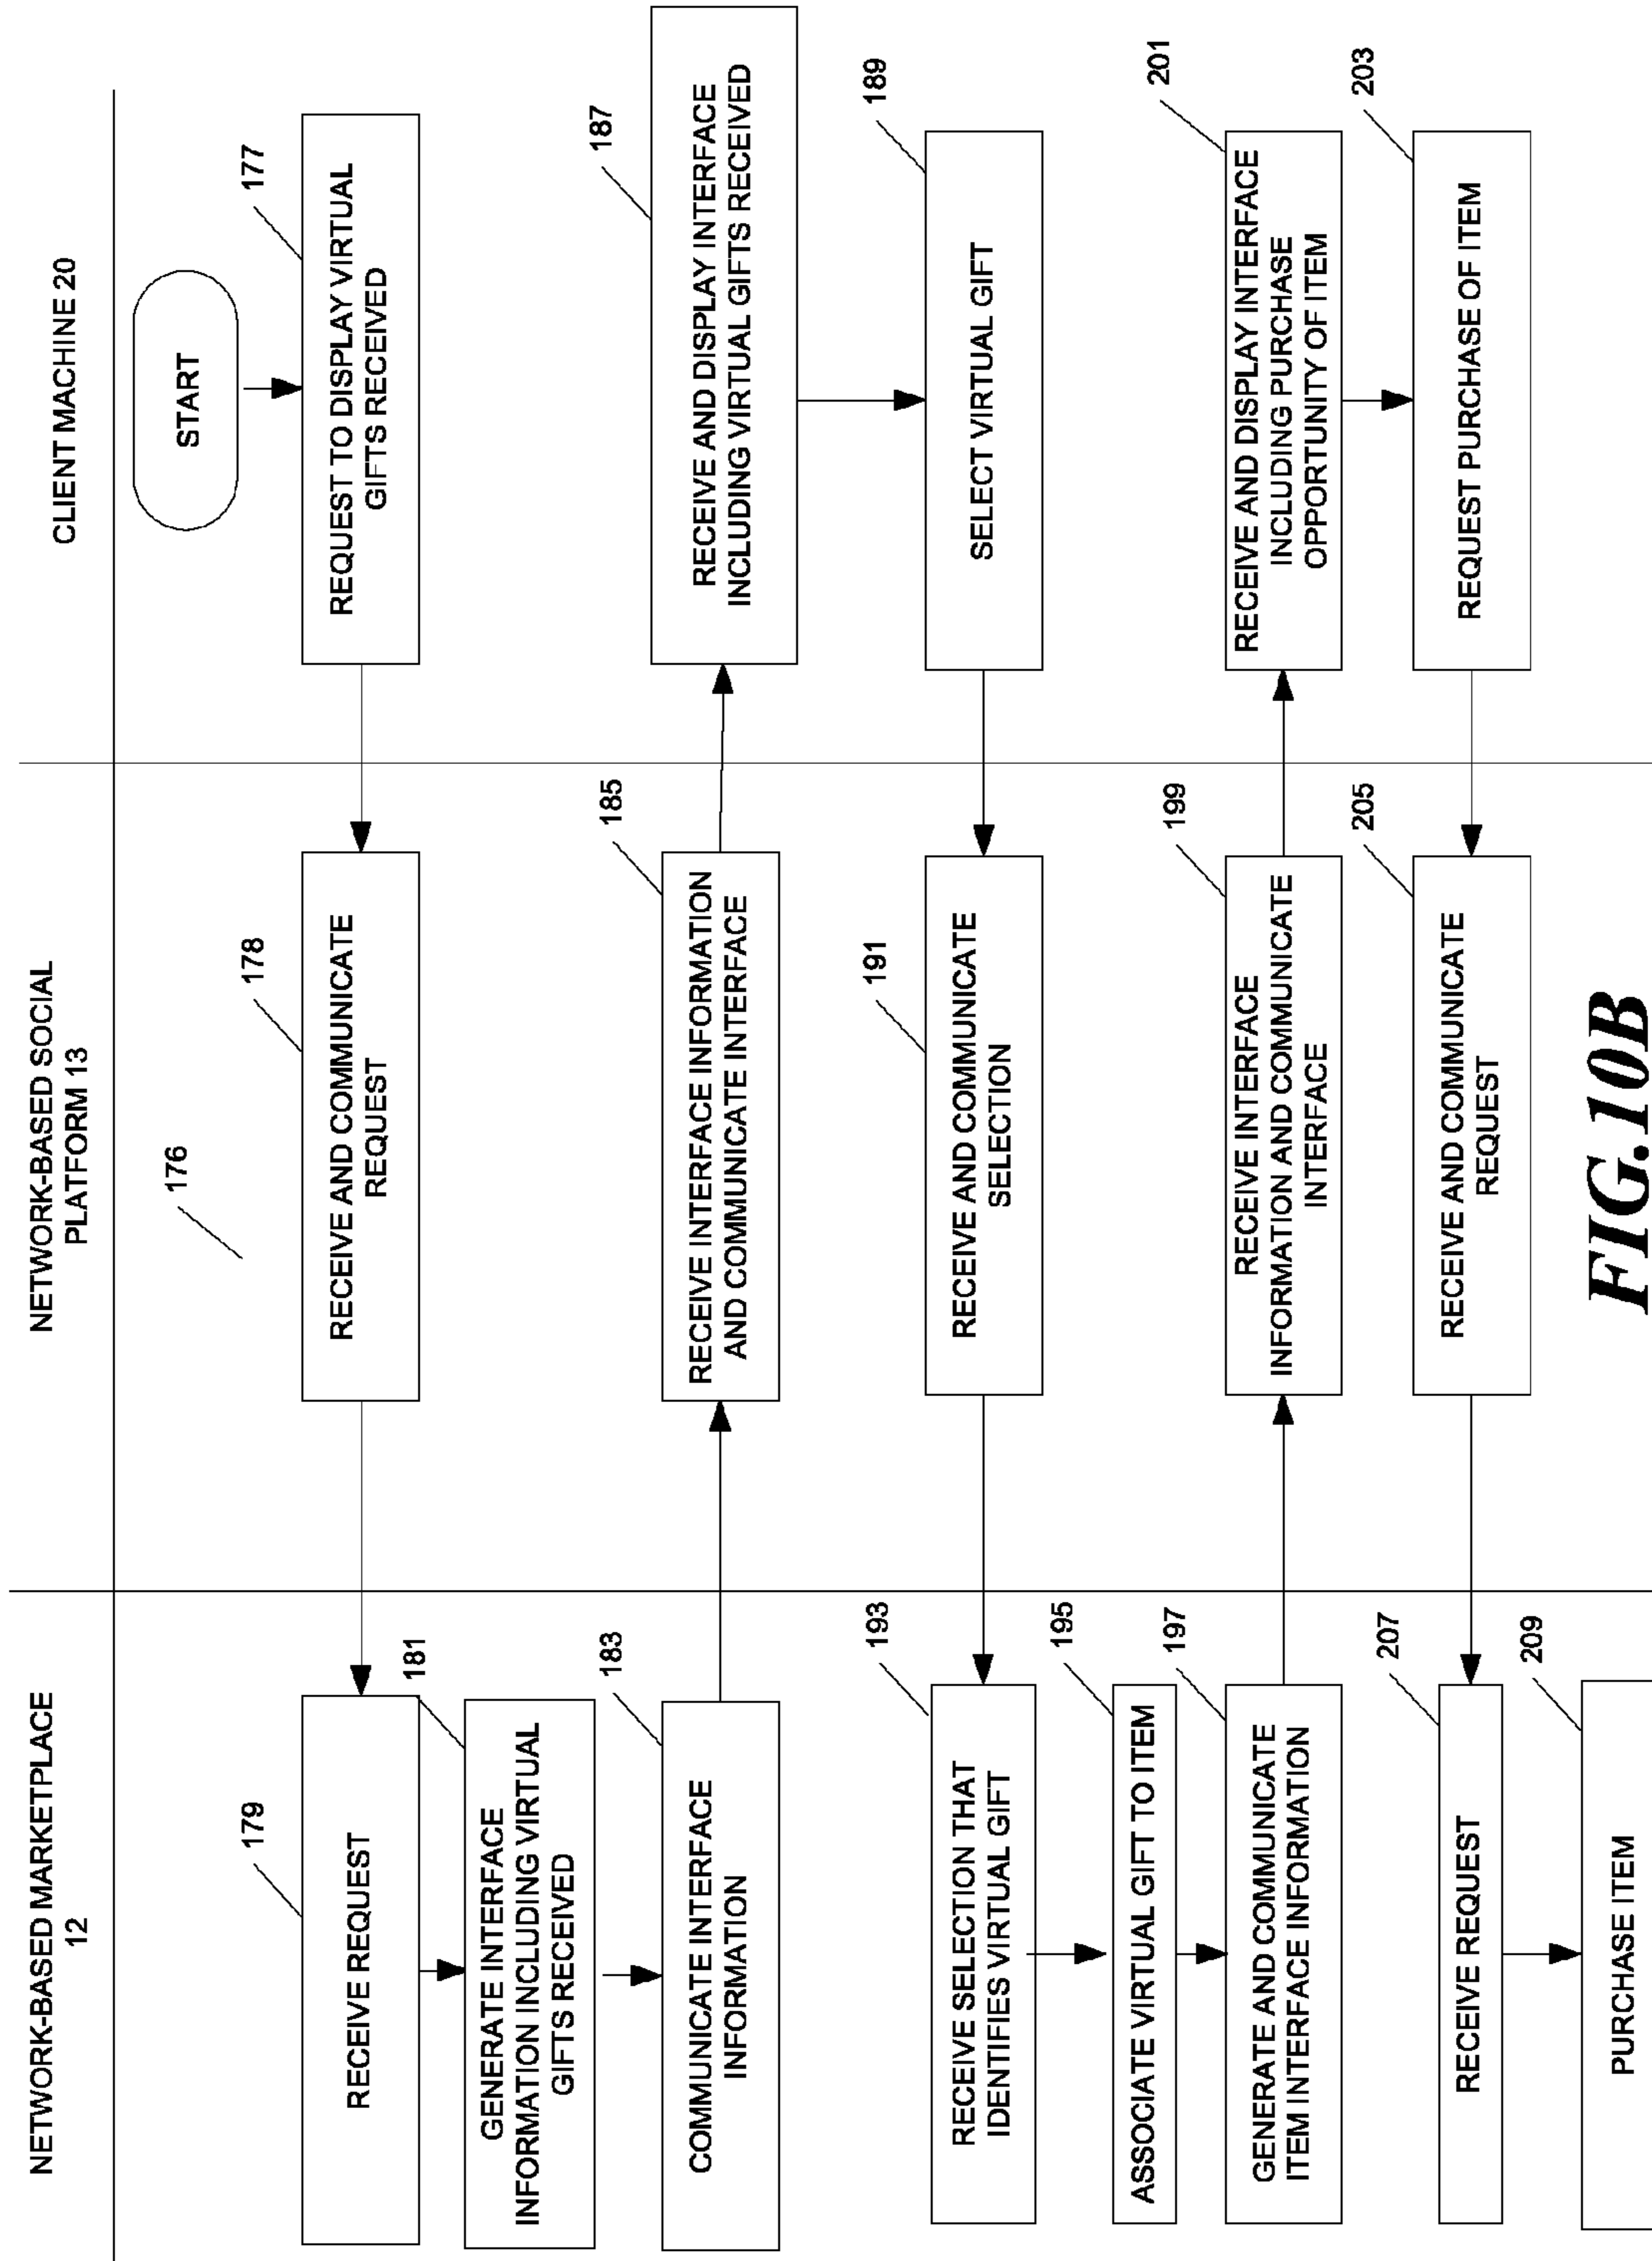 NETWORK-BASED MARKETPLACE
12
NETWORK-BASED SOCIAL
PLATFORM 13
CLIENT MACHINE 20
176
START
177
REQUEST TO DISPLAY VIRTUAL
GIFTS RECEIVED
178
RECEIVE AND COMMUNICATE
REQUEST
179
RECEIVE REQUEST
181
GENERATE INTERFACE
INFORMATION INCLUDING VIRTUAL
GIFTS RECEIVED
183
COMMUNICATE INTERFACE
INFORMATION
185
RECEIVE INTERFACE INFORMATION
AND COMMUNICATE INTERFACE
187
RECEIVE AND DISPLAY INTERFACE
INCLUDING VIRTUAL GIFTS RECEIVED
189
SELECT VIRTUAL GIFT
191
RECEIVE AND COMMUNICATE
SELECTION
193
RECEIVE SELECTION THAT
IDENTIFIES VIRTUAL GIFT
195
ASSOCIATE VIRTUAL GIFT TO ITEM
197
GENERATE AND COMMUNICATE
ITEM INTERFACE INFORMATION
199
RECEIVE INTERFACE
INFORMATION AND COMMUNICATE
INTERFACE
201
RECEIVE AND DISPLAY INTERFACE
INCLUDING PURCHASE
OPPORTUNITY OF ITEM
203
REQUEST PURCHASE OF ITEM
205
RECEIVE AND COMMUNICATE
REQUEST
207
RECEIVE REQUEST
209
PURCHASE ITEM
FIG.10B